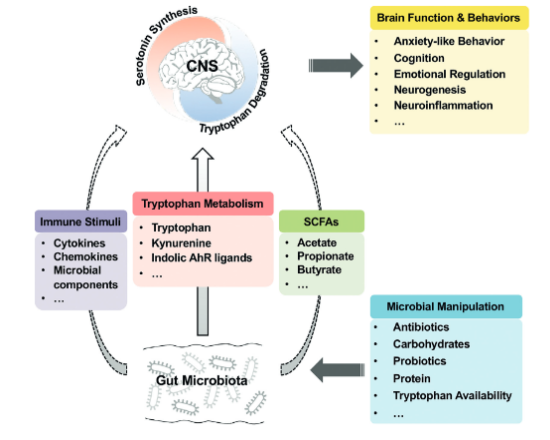 Serotonin Synthesis
CNS
Tryptophan Degradation
Brain Function & Behaviors
• Anxiety-like Behavior
• Cognition
• Emotional Regulation
• Neurogenesis
• Neuroinflammation
• ...
Immune Stimuli
• Cytokines
• Chemokines
• Microbial
components
• ...
Tryptophan Metabolism
• Tryptophan
• Kynurenine
• Indolic AhR ligands
• ...
SCFAs
• Acetate
• Propionate
• Butyrate
• ...
Microbial Manipulation
• Antibiotics
• Carbohydrates
• Probiotics
• Protein
• Tryptophan Availability
• ...
Gut Microbiota